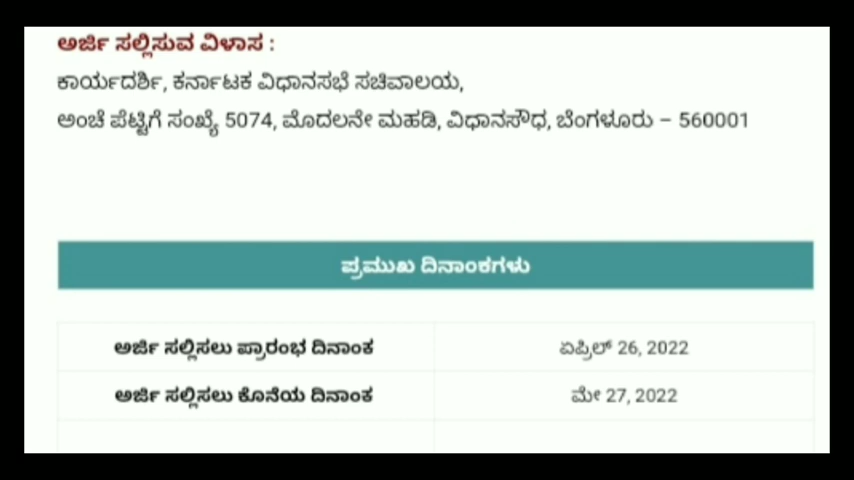 ಅರ್ಜಿ ಸಲ್ಲಿಸುವ ವಿಳಾಸ :
ಕಾರ್ಯದರ್ಶಿ, ಕರ್ನಾಟಕ ವಿಧಾನಸಭೆ ಸಚಿವಾಲಯ,
ಅಂಚೆ ಪೆಟ್ಟಿಗೆ ಸಂಖ್ಯೆ 5074, ಮೊದಲನೇ ಮಹಡಿ, ವಿಧಾನಸೌಧ, ಬೆಂಗಳೂರು – 560001
ಪ್ರಮುಖ ದಿನಾಂಕಗಳು
ಅರ್ಜಿ ಸಲ್ಲಿಸಲು ಪ್ರಾರಂಭ ದಿನಾಂಕ ಏಪ್ರಿಲ್ 26, 2022
ಅರ್ಜಿ ಸಲ್ಲಿಸಲು ಕೊನೆಯ ದಿನಾಂಕ ಮೇ 27, 2022